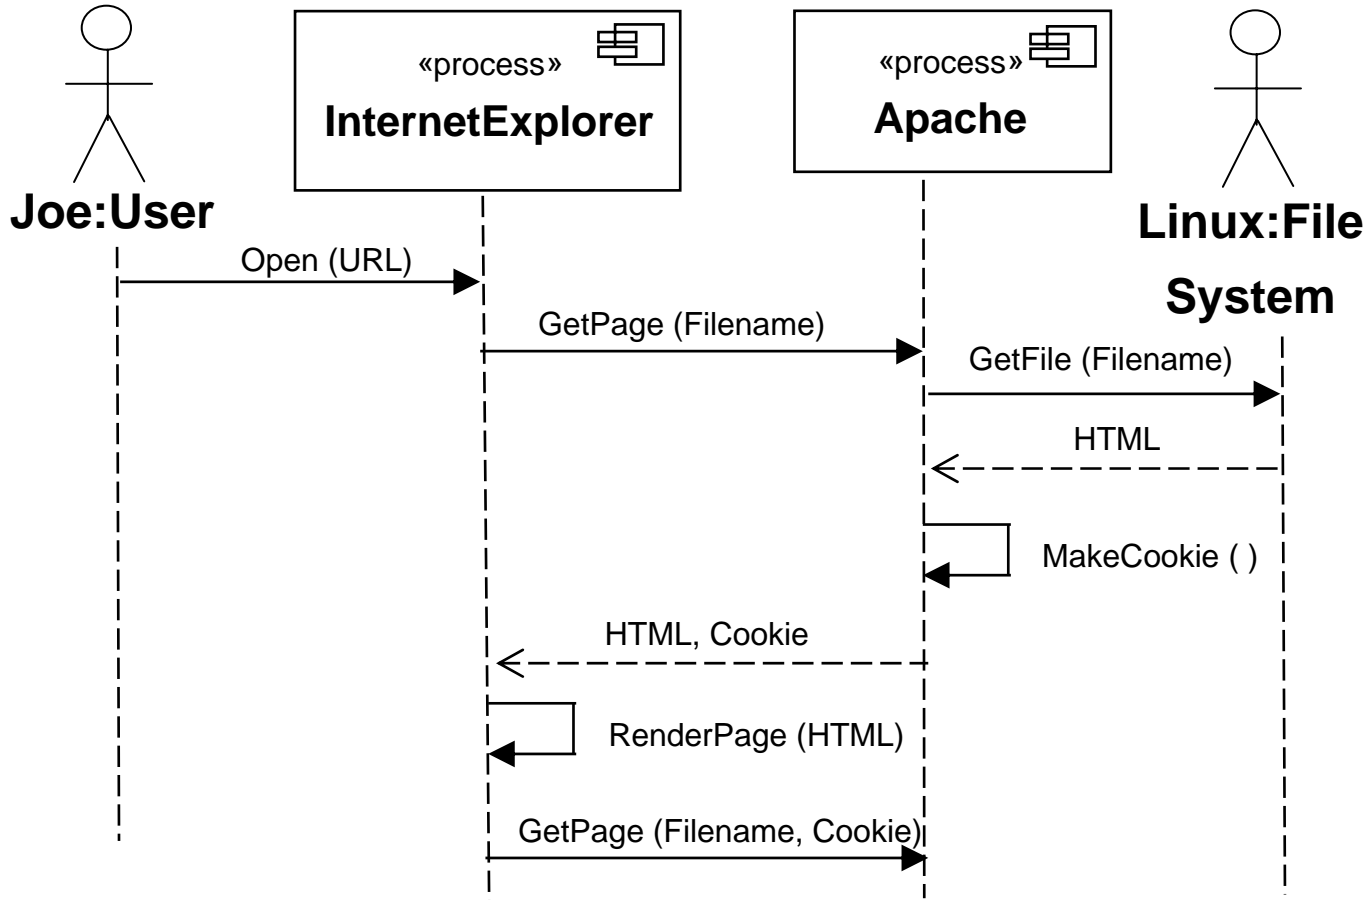 «process»
InternetExplorer
«process»
Apache
Joe:User
Linux:File
System
Open (URL)
GetPage (Filename)
GetFile (Filename)
HTML
MakeCookie ( )
HTML, Cookie
RenderPage (HTML)
GetPage (Filename, Cookie)